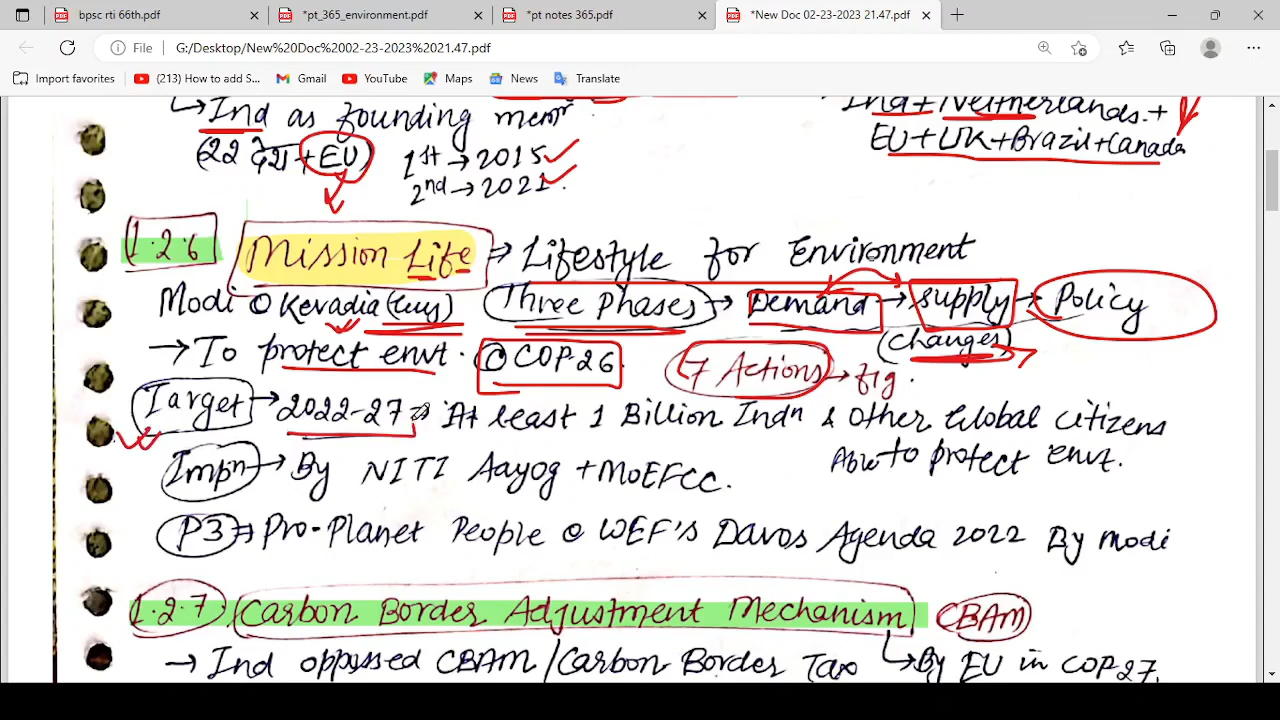 bpsc rti 66th.pdf
*pt_365_environment.pdf
*pt notes 365.pdf
*New Doc 02-23-2023 21.47.pdf
File G:/Desktop/New%20Doc%2002-23-2023%2021.47.pdf
Import favorites
(213) How to add S...
Gmail
YouTube
Maps
News
Translate
Ind as founding memr
+ EU)
1st → 2015
2nd → 2021.
Ind + Neitherlands. +
EU+UK+Brazil+Canada
1.2.6 Mission Life → Lifestyle for Environment
Modi @ Kevadia (Guj) Three Phases → Demand → supply → Policy
(changes)
→ To protect envt. @ COP26 7 Actions → fig.
Target → 2022-27 → At least 1 Billion Indn & Other Global citizens
Able to protect envt.
Impn → By NITI Aayog + MoEFCC.
P3 ⇒ Pro-Planet People @ WEF's Davos Agenda 2022 By Modi
1.2.7 Carbon Border Adjustment Mechanism CBAM
→ Ind oppssed CBAM/Carbon Border Tax → By EU in COP27.